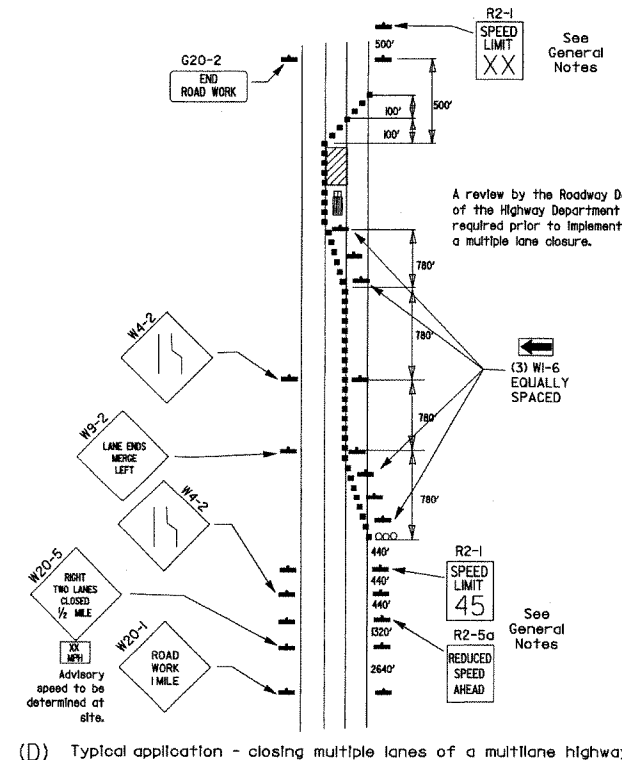 R2-1
SPEED
LIMIT
XX
See
General
Notes
500'
G20-2
END
ROAD WORK
500'
100'
100'
A review by the Roadway D
of the Highway Department
required prior to implement
a multiple lane closure.
780'
780'
W4-2
(3) W1-6
EQUALLY
SPACED
780'
W9-2
LANE ENDS
MERGE
LEFT
780'
W4-2
440'
R2-1
SPEED
LIMIT
45
440'
W20-5
RIGHT
TWO LANES
CLOSED
1/2 MILE
440'
See
General
Notes
1320'
R2-5a
REDUCED
SPEED
AHEAD
XX
MPH
W20-1
ROAD
WORK
1 MILE
2640'
Advisory
speed to be
determined at
site.
(D) Typical application - closing multiple lanes of a multilane highway